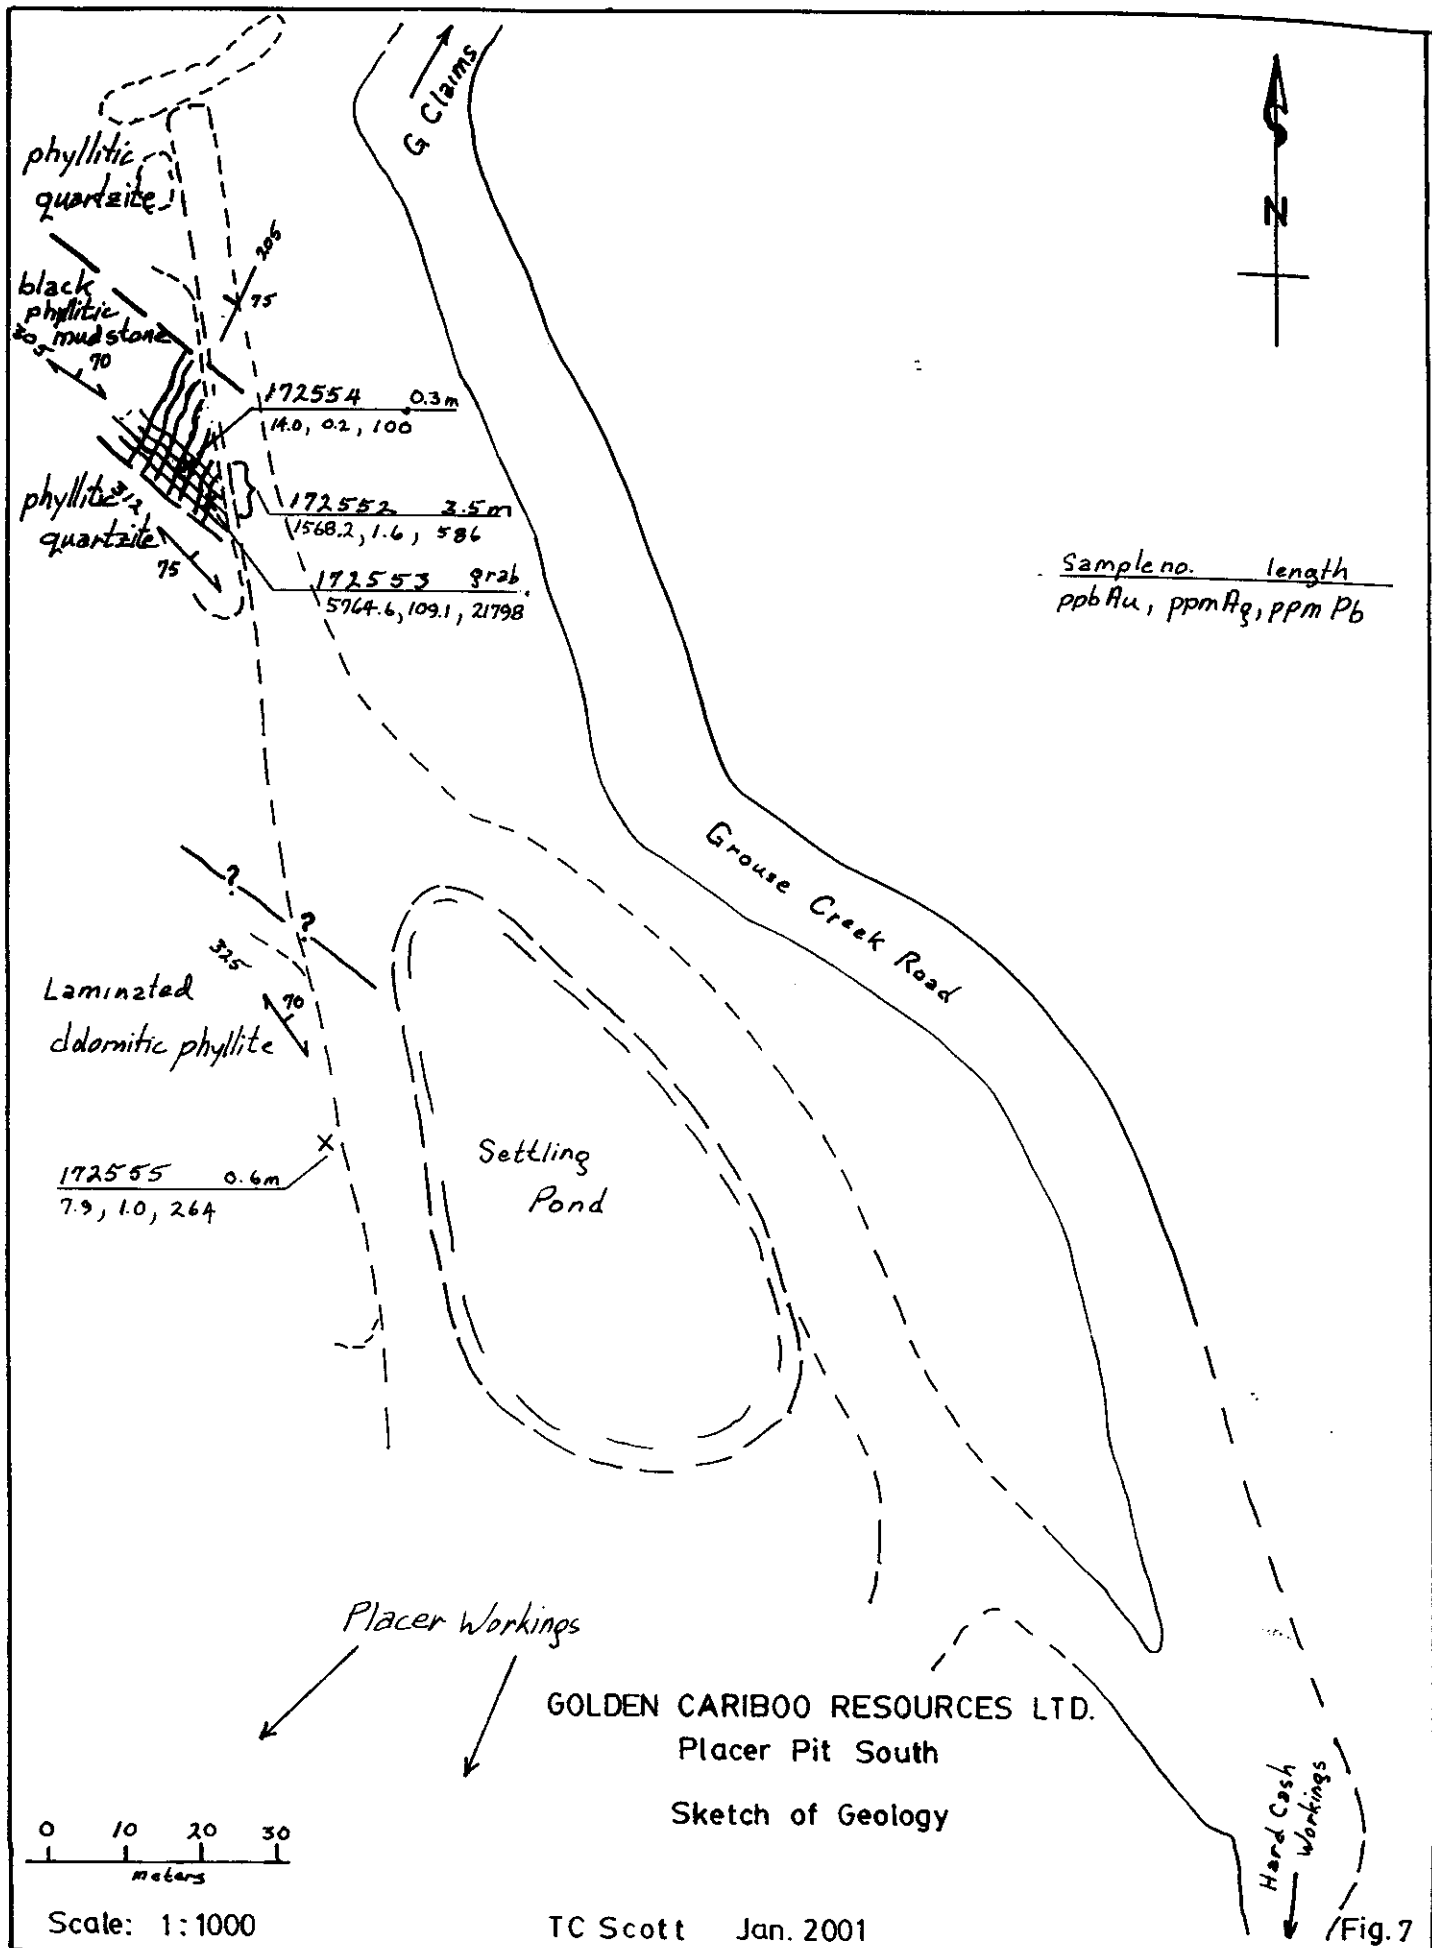 G Claims
N
phyllitic
quartzite
205
75
black
phyllitic
mudstone
305
70
172554 0.3m
14.0, 0.2, 100
phyllitic
quartzite
312
75
172552 3.5m
1568.2, 1.6, 586
172553 grab
5764.6, 109.1, 21798
Sample no. length
ppb Au, ppm Ag, ppm Pb
Grouse Creek Road
?
?
325
70
Laminated
dolomitic phyllite
172555 0.6m
7.9, 1.0, 264
Settling
Pond
Placer Workings
GOLDEN CARIBOO RESOURCES LTD.
Placer Pit South
Sketch of Geology
Hard Cash
Workings
0 10 20 30
meters
Scale: 1:1000
TC Scott Jan. 2001
Fig. 7